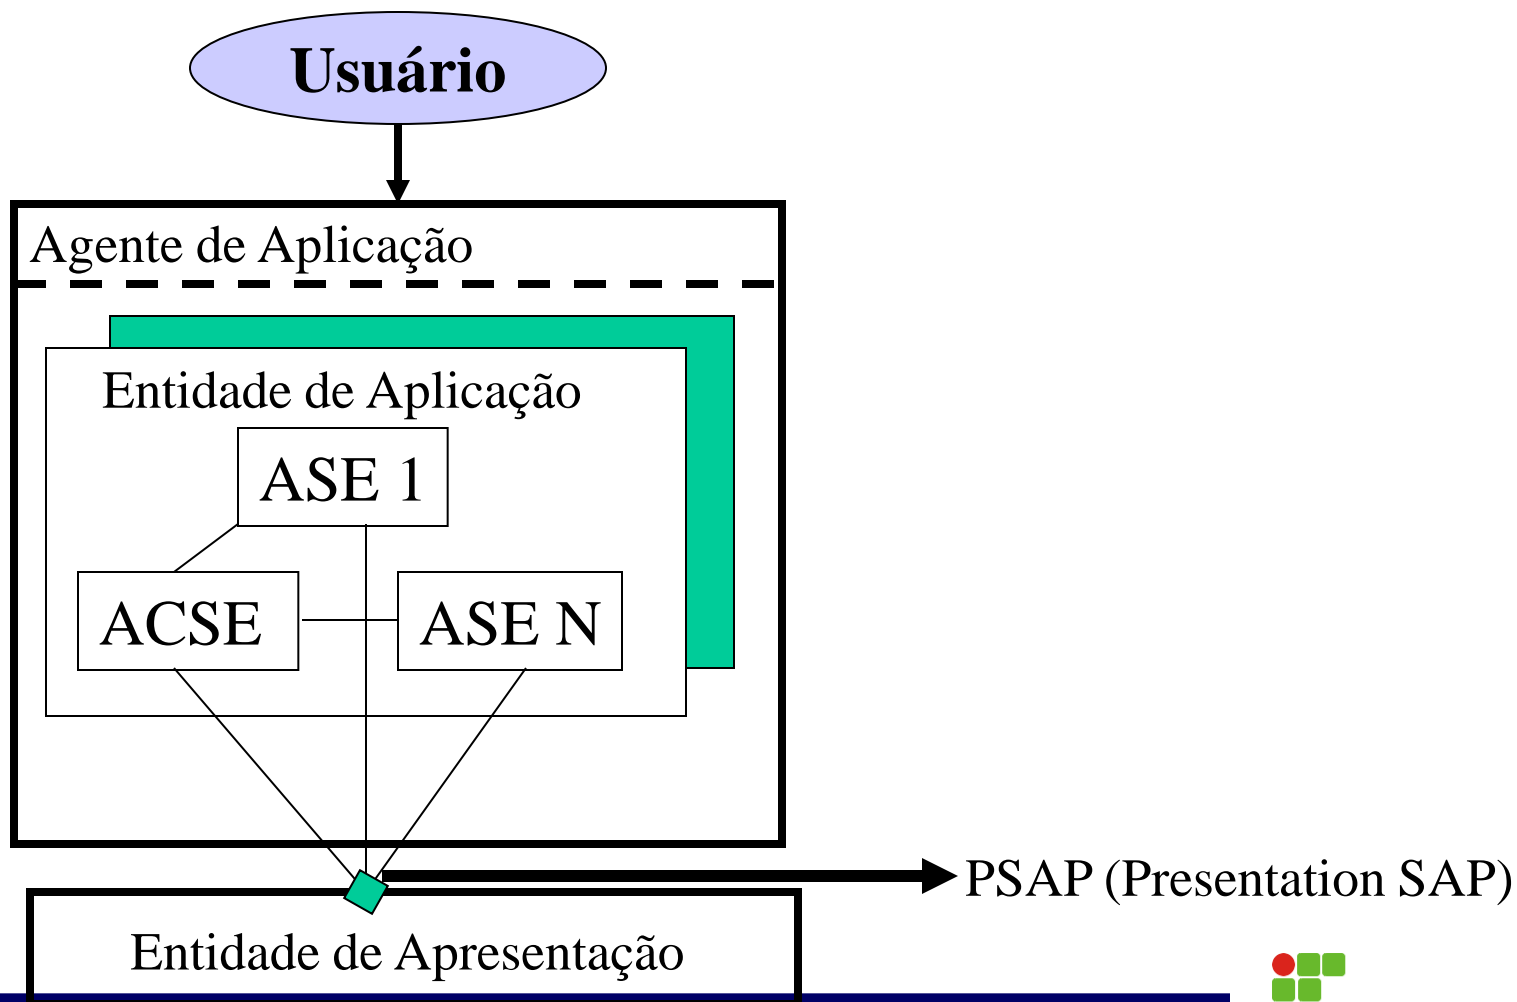 Usuário
Agente de Aplicação
Entidade de Aplicação
ASE 1
ACSE
ASE N
PSAP (Presentation SAP)
Entidade de Apresentação